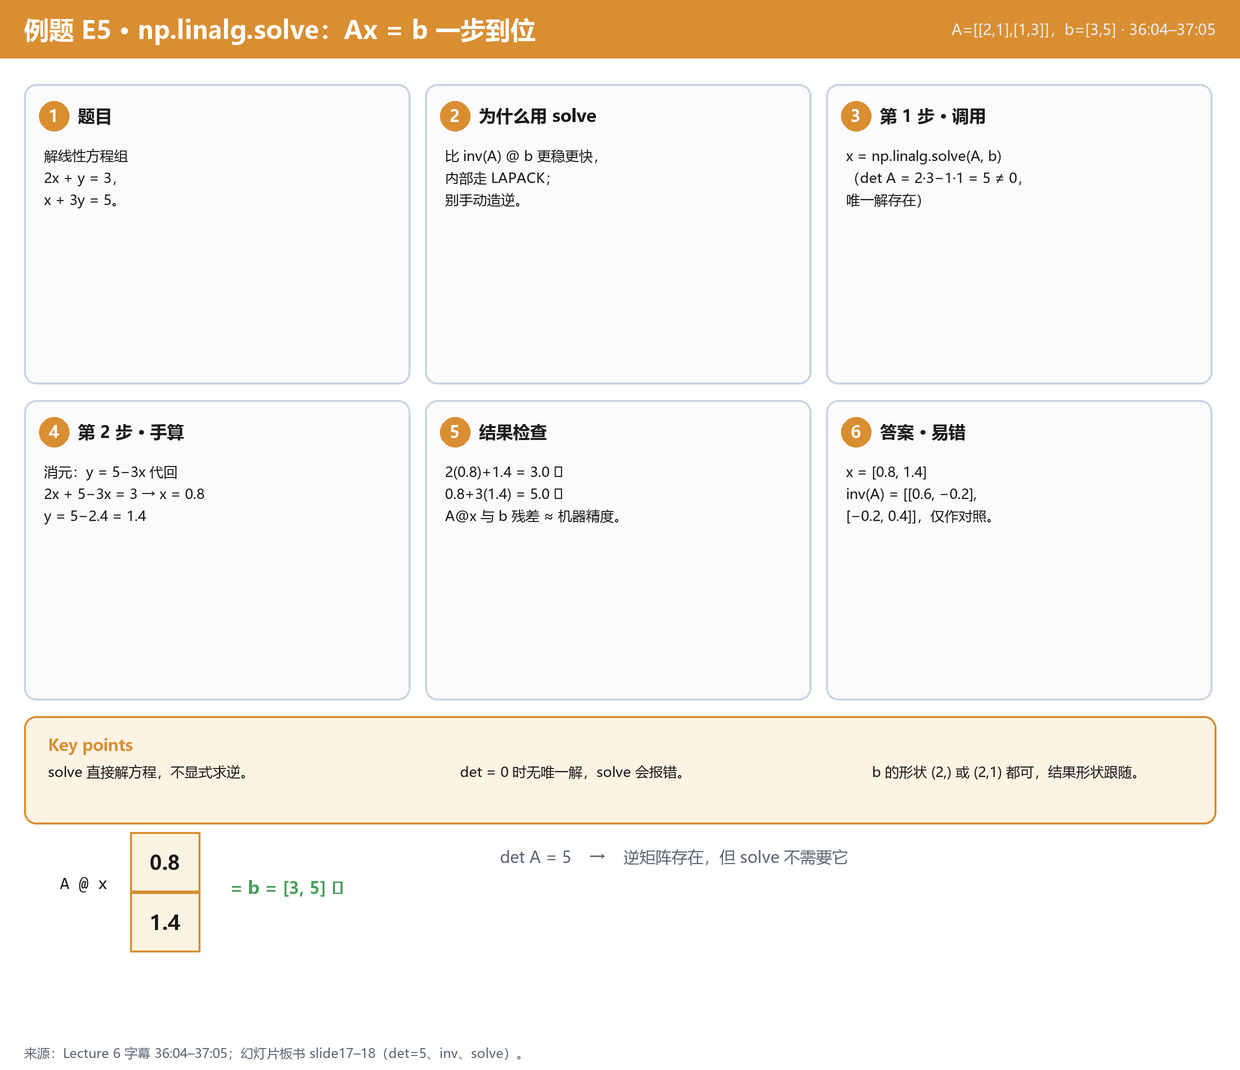 例题 E5 • np.linalg.solve：Ax = b 一步到位
A=[[2,1],[1,3]]，b=[3,5] · 36:04–37:05
1 题目
解线性方程组
2x + y = 3，
x + 3y = 5。
2 为什么用 solve
比 inv(A) @ b 更稳更快，
内部走 LAPACK；
别手动造逆。
3 第 1 步 • 调用
x = np.linalg.solve(A, b)
（det A = 2·3−1·1 = 5 ≠ 0，
唯一解存在）
4 第 2 步 • 手算
消元：y = 5−3x 代回
2x + 5−3x = 3 → x = 0.8
y = 5−2.4 = 1.4
5 结果检查
2(0.8)+1.4 = 3.0 ▯
0.8+3(1.4) = 5.0 ▯
A@x 与 b 残差 ≈ 机器精度。
6 答案 • 易错
x = [0.8, 1.4]
inv(A) = [[0.6, −0.2],
[−0.2, 0.4]]，仅作对照。
Key points
solve 直接解方程，不显式求逆。
det = 0 时无唯一解，solve 会报错。
b 的形状 (2,) 或 (2,1) 都可，结果形状跟随。
A @ x
0.8
1.4
= b = [3, 5] ▯
det A = 5 → 逆矩阵存在，但 solve 不需要它
来源：Lecture 6 字幕 36:04–37:05；幻灯片板书 slide17–18（det=5、inv、solve）。